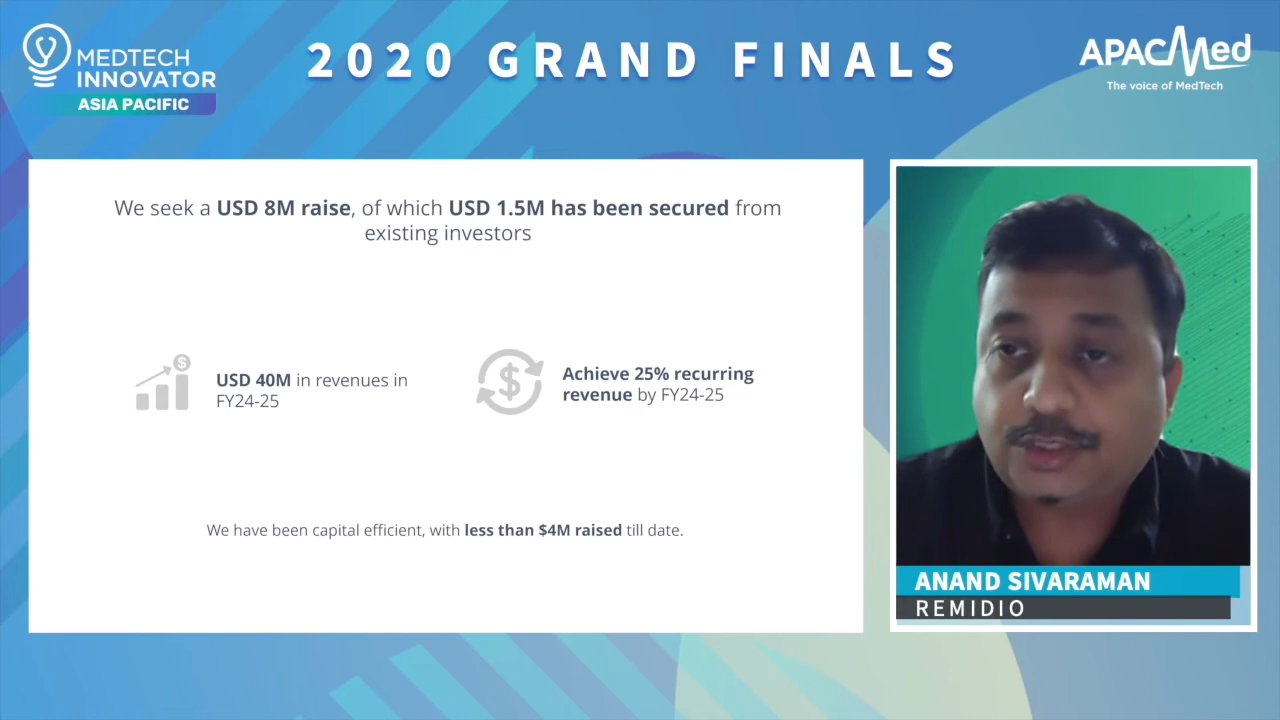 MEDTECH
INNOVATOR
ASIA PACIFIC
2020 GRAND FINALS
APACMed
The voice of MedTech
We seek a USD 8M raise, of which USD 1.5M has been secured from
existing investors
$
USD 40M in revenues in
FY24-25
$
Achieve 25% recurring
revenue by FY24-25
We have been capital efficient, with less than $4M raised till date.
ANAND SIVARAMAN
REMIDIO